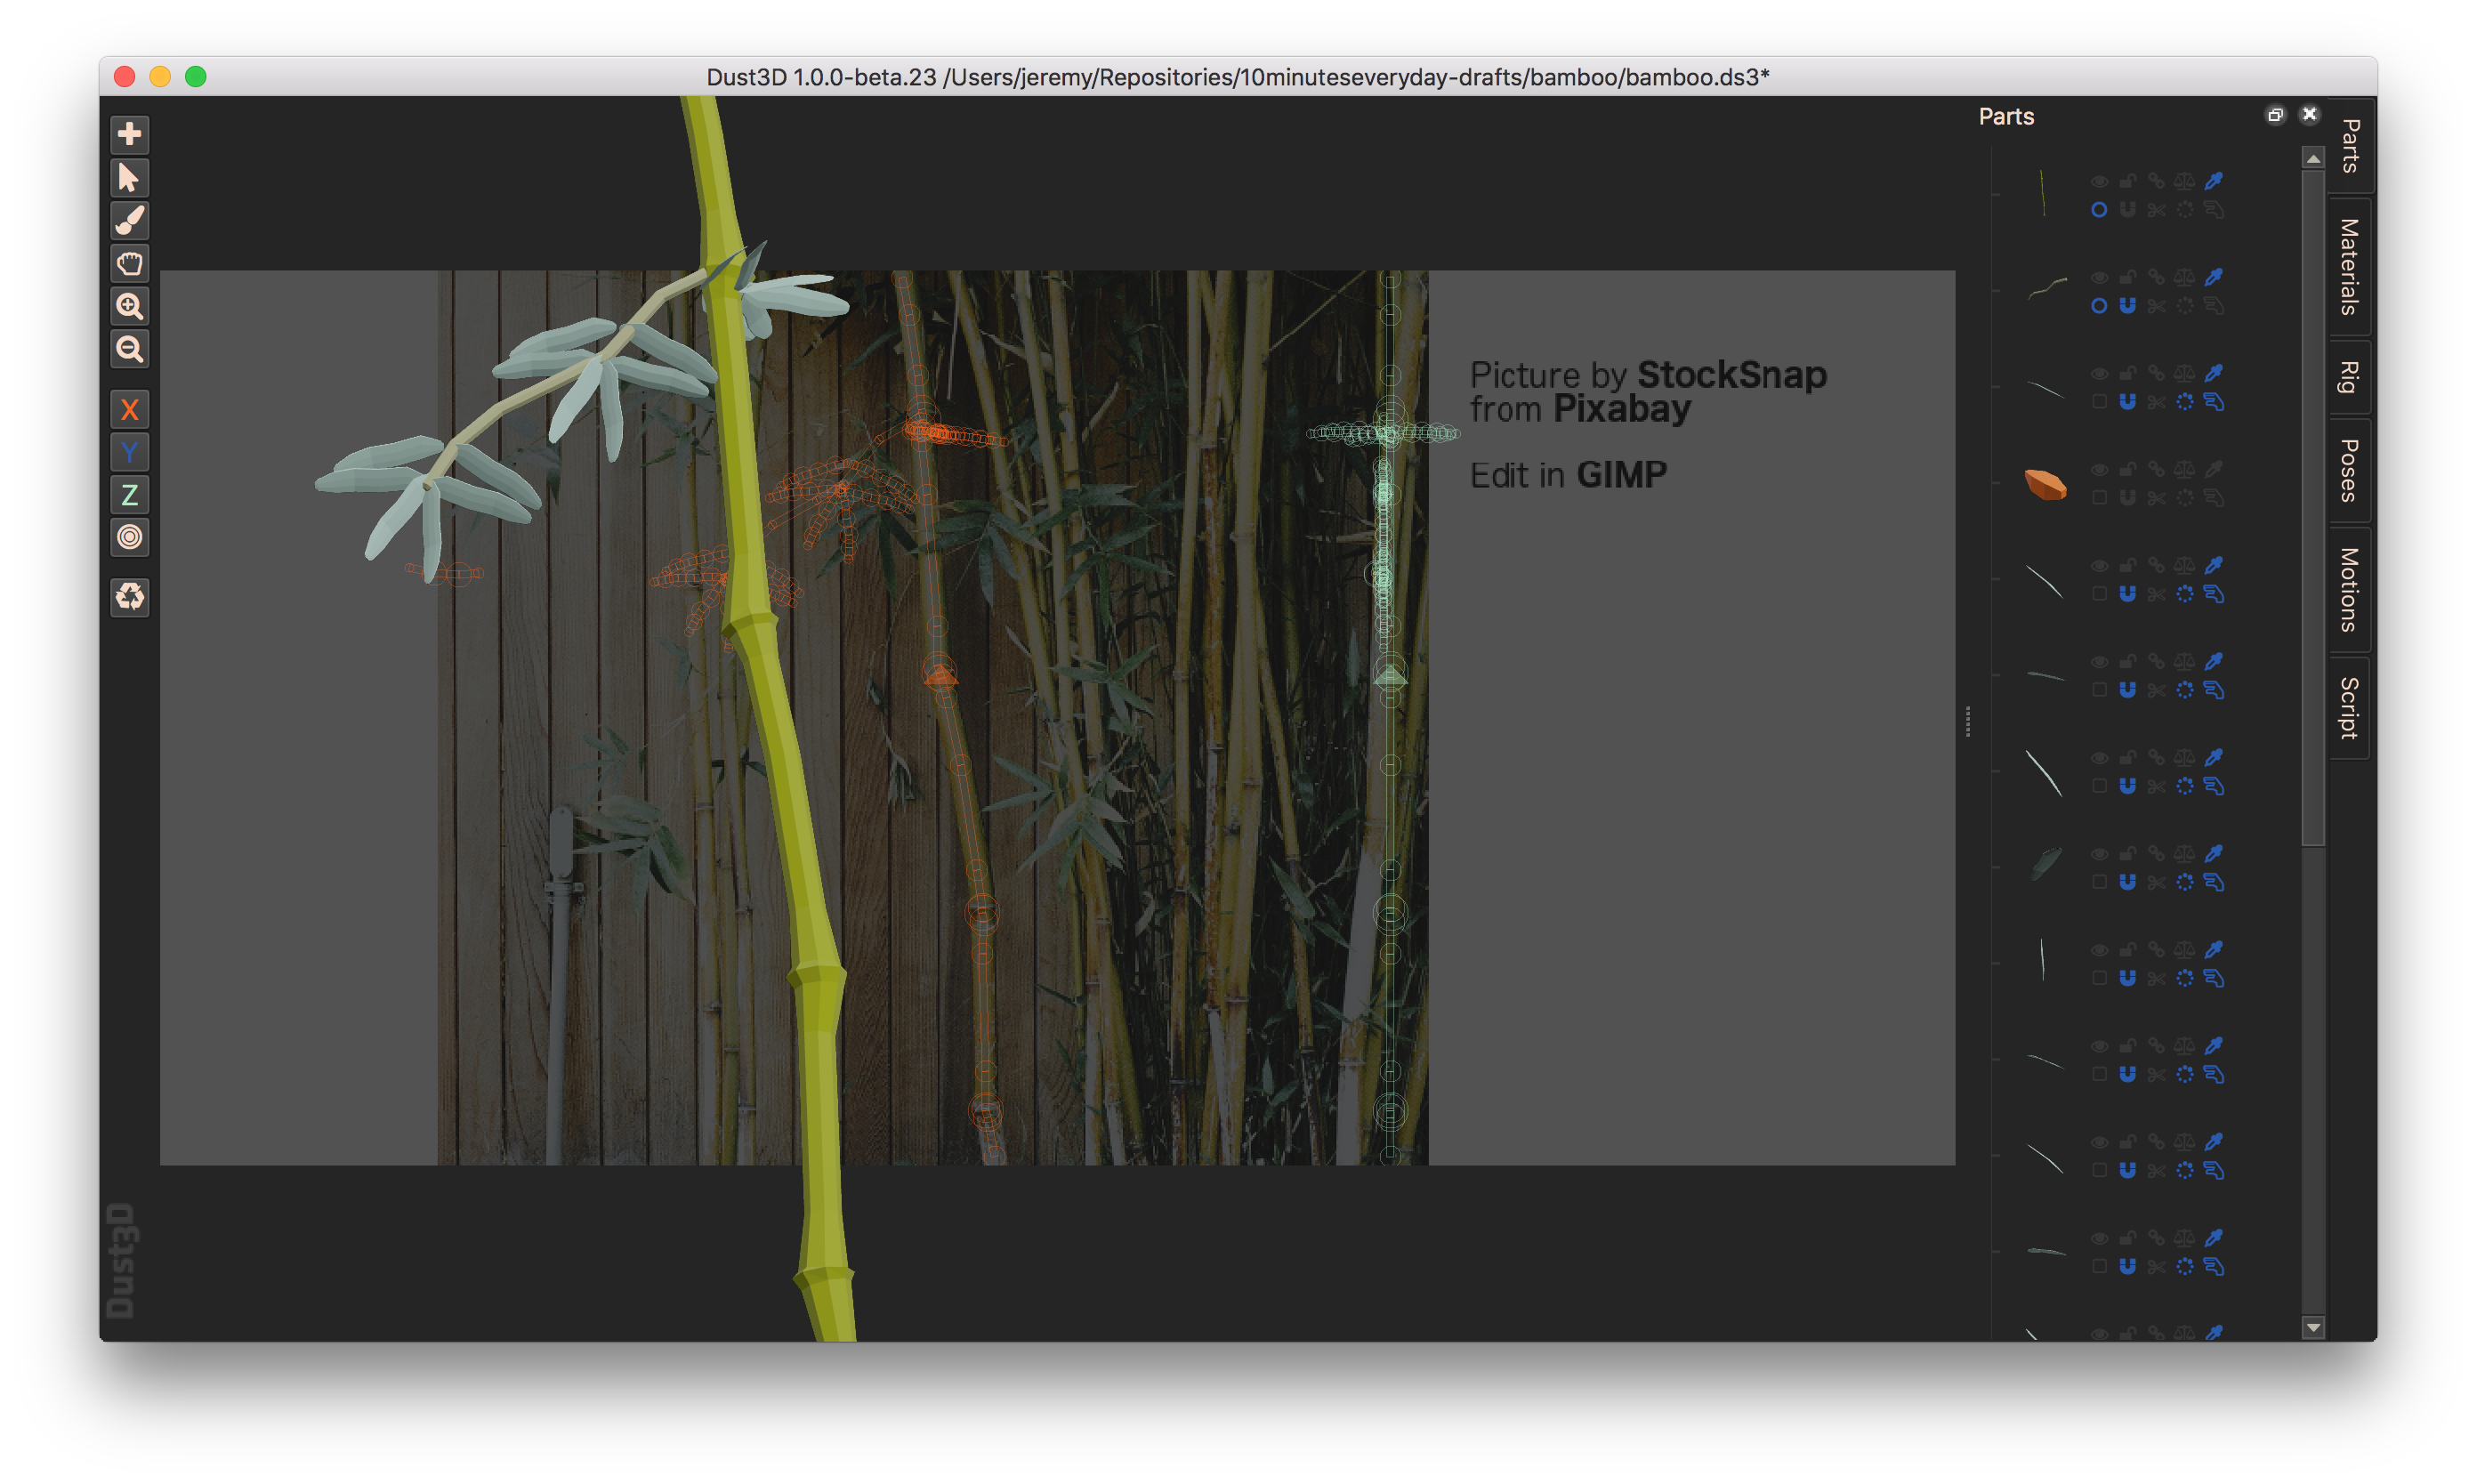 Dust3D 1.0.0-beta.23 /Users/jeremy/Repositories/10minuteseveryday-drafts/bamboo/bamboo.ds3*
Parts
X
Y
Z
Picture by StockSnap
from Pixabay
Edit in GIMP
Parts
Materials
Rig
Poses
Motions
Script
Dust3D